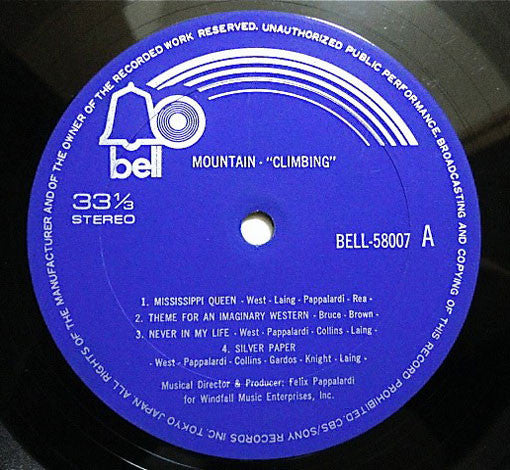 ALL RIGHTS OF THE MANUFACTURER AND OF THE OWNER OF THE RECORDED WORK RESERVED. UNAUTHORIZED PUBLIC PERFORMANCE. BROADCASTING AND COPYING OF THIS RECORD PROHIBITED. CBS/SONY RECORDS INC. TOKYO JAPAN
bell
MOUNTAIN - "CLIMBING"
33 1/3
STEREO
BELL-58007 A
1. MISSISSIPPI QUEEN - West - Laing - Pappalardi - Rea -
2. THEME FOR AN IMAGINARY WESTERN - Bruce - Brown -
3. NEVER IN MY LIFE - West - Pappalardi - Collins - Laing -
4. SILVER PAPER
- West - Pappalardi - Collins - Gardos - Knight - Laing -
Musical Director & Producer: Felix Pappalardi
for Windfall Music Enterprises, Inc.